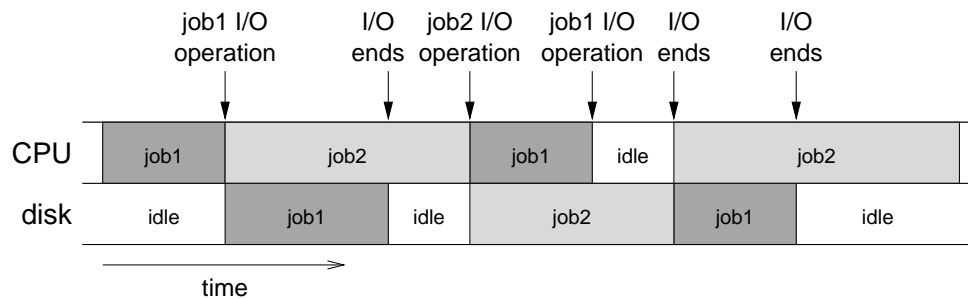 job1 I/O
operation
I/O
ends
job2 I/O
operation
job1 I/O
operation
I/O
ends
I/O
ends
CPU
job1
job2
job1
idle
job2
disk
idle
job1
idle
job2
job1
idle
time